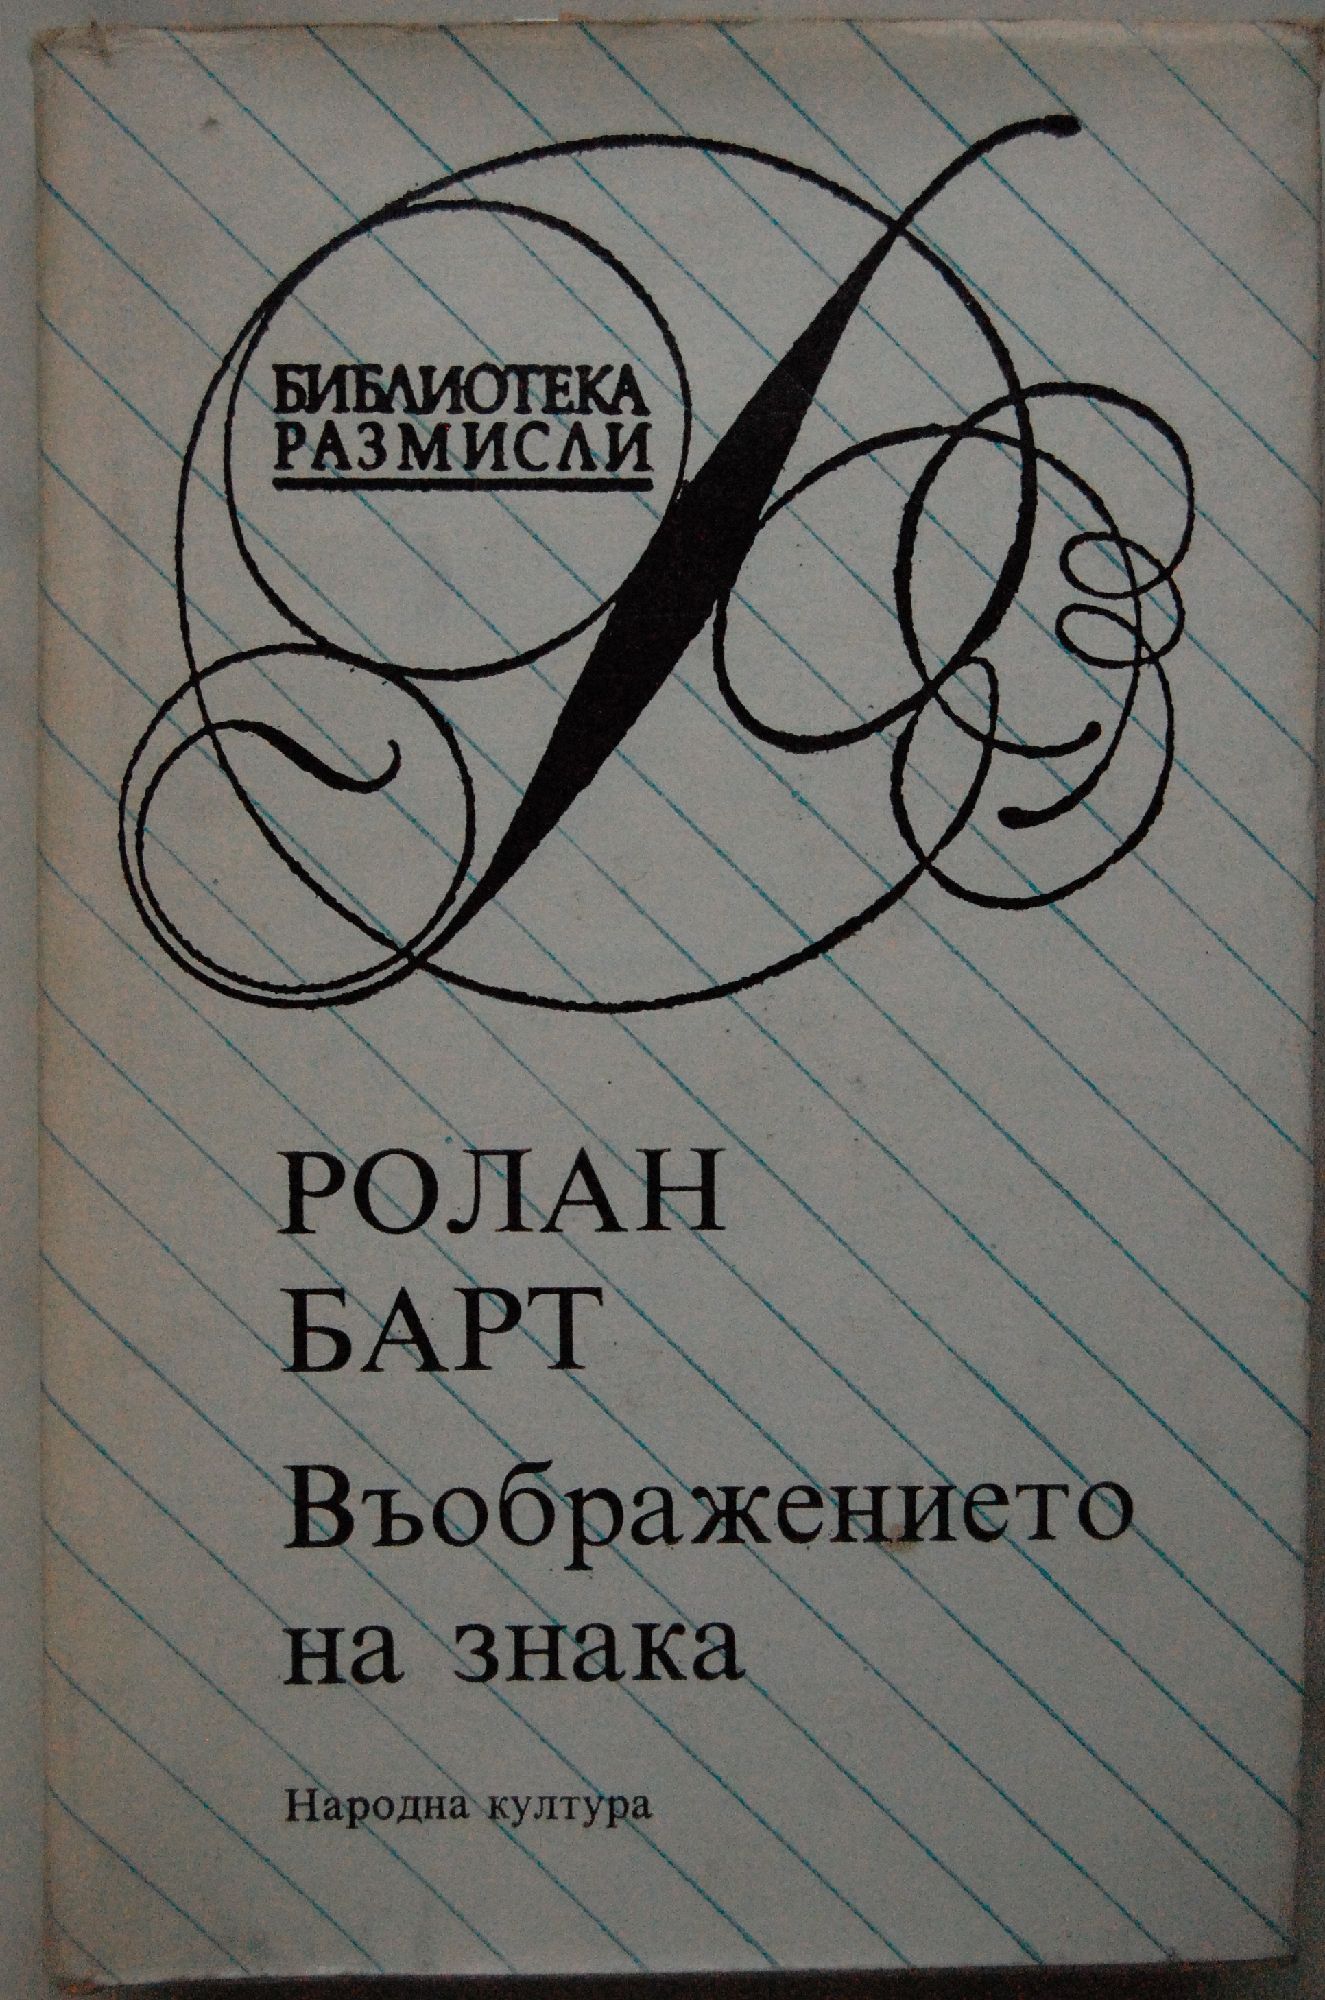 БИБЛИОТЕКА
РАЗМИСЛИ
РОЛАН
БАРТ
Въображението
на знака
Народна култура